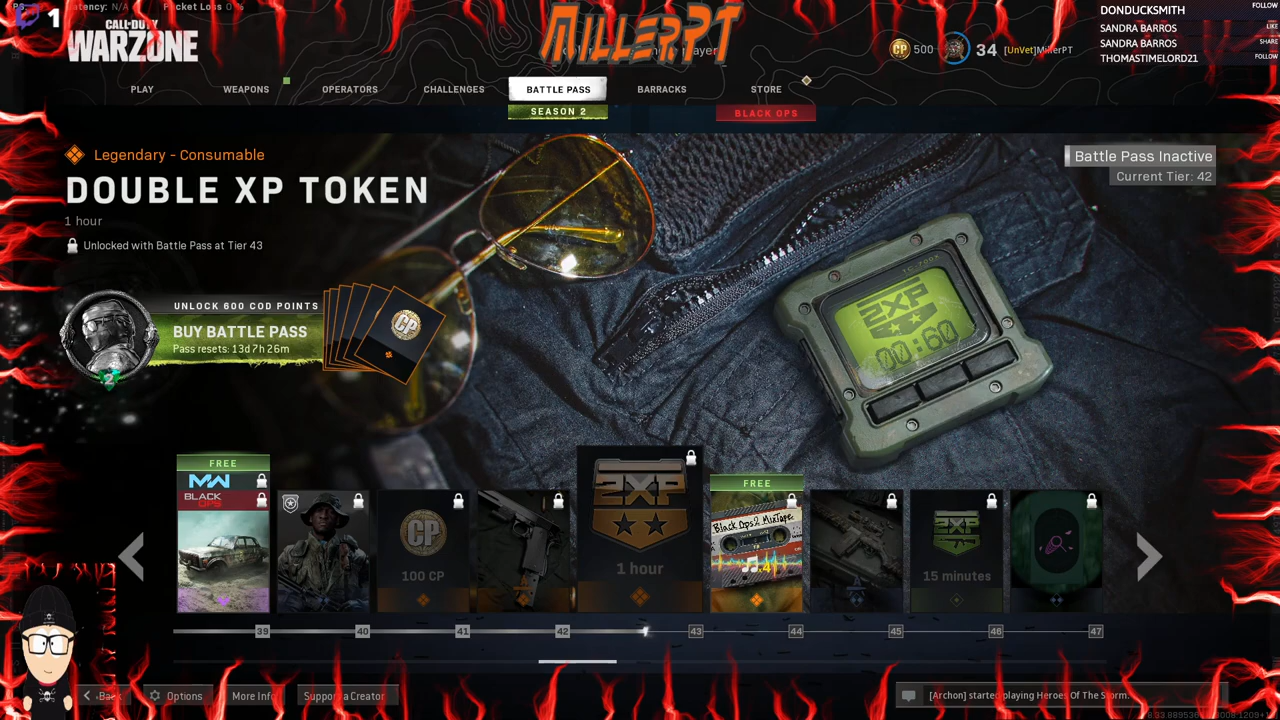 1
Packet Loss 0 %
MILLERPT
DONDUCKSMITH FOLLOW
SANDRA BARROS LIKE
SANDRA BARROS SHARE
THOMASTIMELORD21 FOLLOW
CALL OF DUTY
WARZONE
500
34 [UnVet]MillerPT
PLAY
WEAPONS
OPERATORS
CHALLENGES
BATTLE PASS
BARRACKS
STORE
SEASON 2
BLACK OPS
Legendary - Consumable
DOUBLE XP TOKEN
1 hour
Unlocked with Battle Pass at Tier 43
Battle Pass Inactive
Current Tier: 42
UNLOCK 600 COD POINTS
BUY BATTLE PASS
Pass resets: 13d 7h 26m
2
CP
2XP
00:60
FREE
MW
BLACK OPS
CP
100 CP
2XP
1 hour
FREE
Black Ops 2 MixTape
2XP
15 minutes
39
40
41
42
43
44
45
46
47
Back
Options
More Info
Support a Creator
[Archon] started playing Heroes Of The Storm.